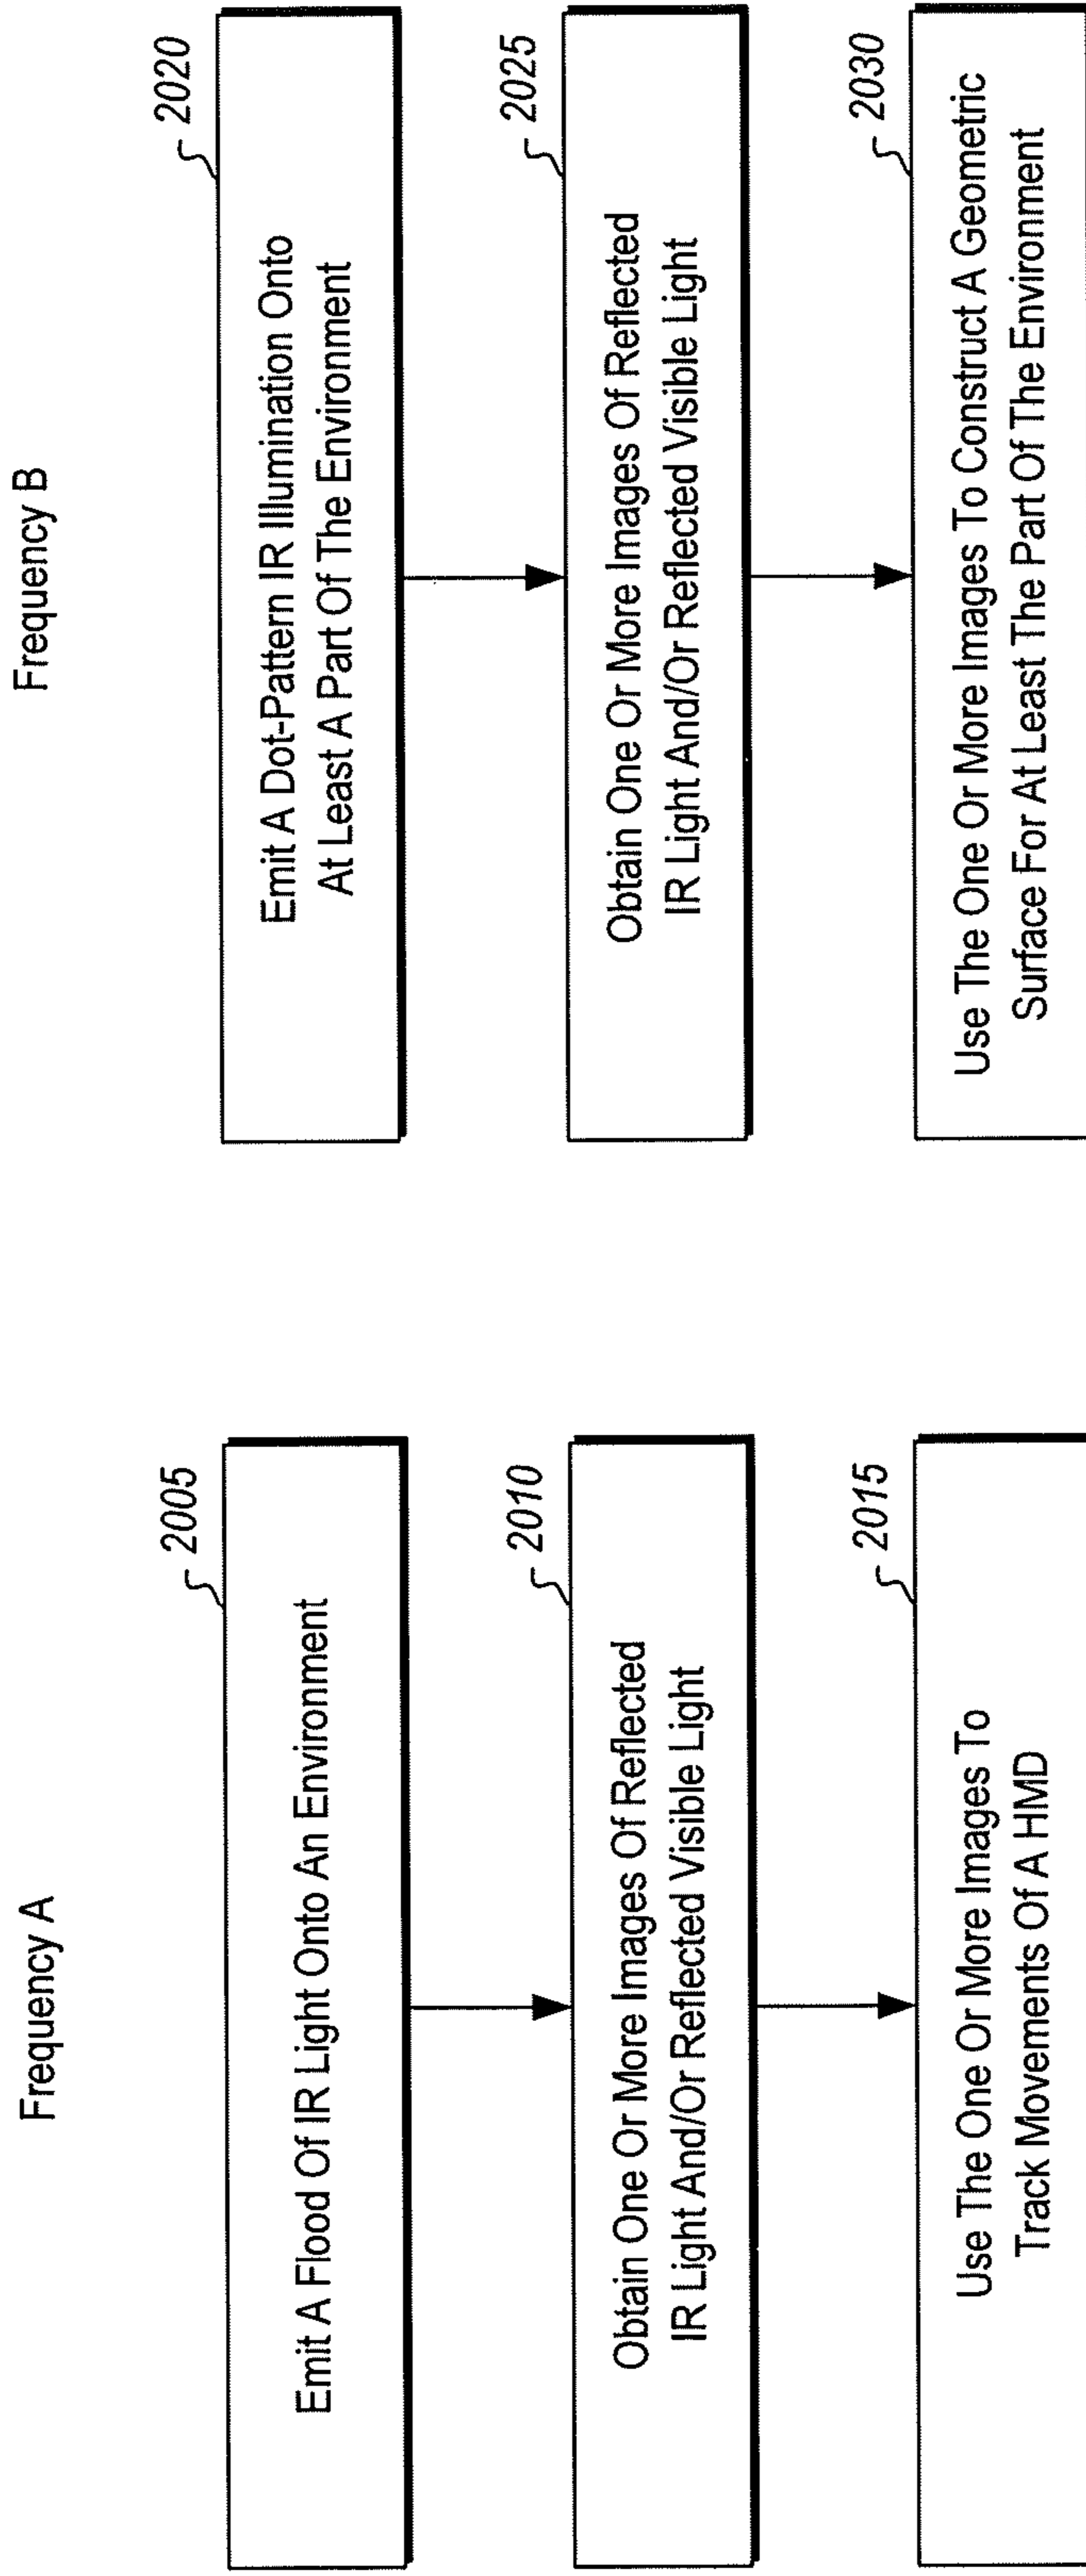 Frequency A
2005
Emit A Flood Of IR Light Onto An Environment
2010
Obtain One Or More Images Of Reflected
IR Light And/Or Reflected Visible Light
2015
Use The One Or More Images To
Track Movements Of A HMD
Frequency B
2020
Emit A Dot-Pattern IR Illumination Onto
At Least A Part Of The Environment
2025
Obtain One Or More Images Of Reflected
IR Light And/Or Reflected Visible Light
2030
Use The One Or More Images To Construct A Geometric
Surface For At Least The Part Of The Environment